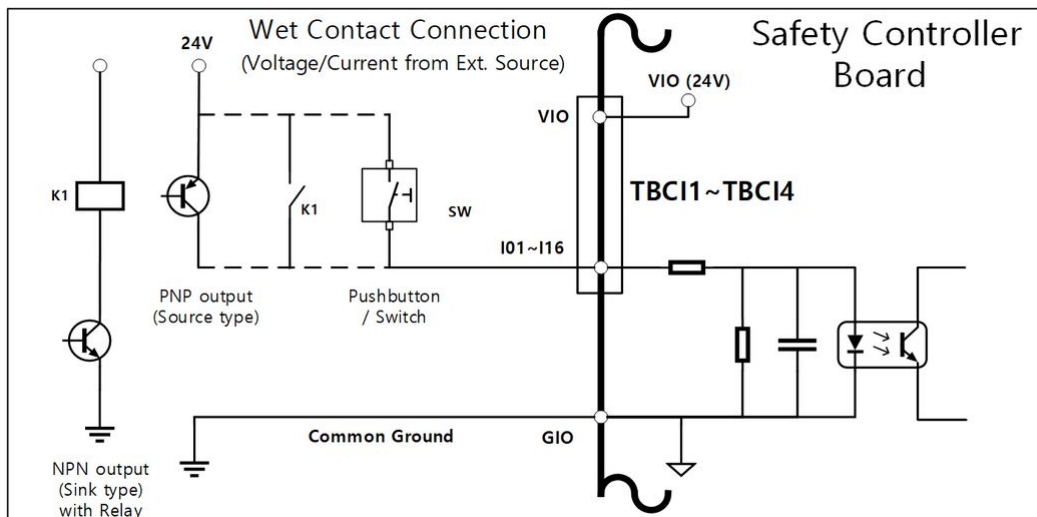 Wet Contact Connection
(Voltage/Current from Ext. Source)
Safety Controller
Board
24V
VIO (24V)
VIO
TBCI1~TBCI4
K1
K1
SW
I01~I16
PNP output
(Source type)
Pushbutton
/ Switch
Common Ground
GIO
NPN output
(Sink type)
with Relay